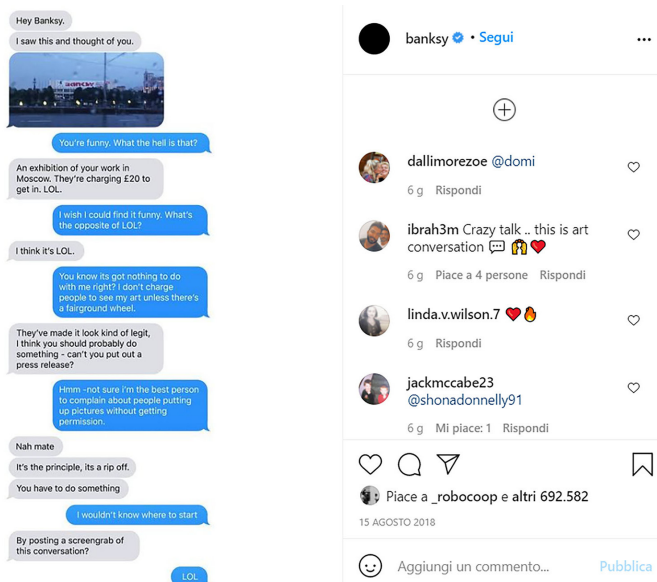 Hey Banksy.
I saw this and thought of you.
BANKSY
You're funny. What the hell is that?
An exhibition of your work in
Moscow. They're charging £20 to
get in. LOL.
I wish I could find it funny. What's
the opposite of LOL?
I think it's LOL.
You know its got nothing to do
with me right? I don't charge
people to see my art unless there's
a fairground wheel.
They've made it look kind of legit,
I think you should probably do
something - can't you put out a
press release?
Hmm -not sure i'm the best person
to complain about people putting
up pictures without getting
permission.
Nah mate
It's the principle, its a rip off.
You have to do something
I wouldn't know where to start
By posting a screengrab of
this conversation?
LOL
banksy • Segui
dallimorezoe @domi
6 g Rispondi
ibrah3m Crazy talk .. this is art
conversation 💬 🙌 ❤️
6 g Piace a 4 persone Rispondi
linda.v.wilson.7 ❤️🔥
6 g Rispondi
jackmccabe23
@shonadonnelly91
6 g Mi piace: 1 Rispondi
Piace a _robocoop e altri 692.582
15 AGOSTO 2018
Aggiungi un commento... Pubblica